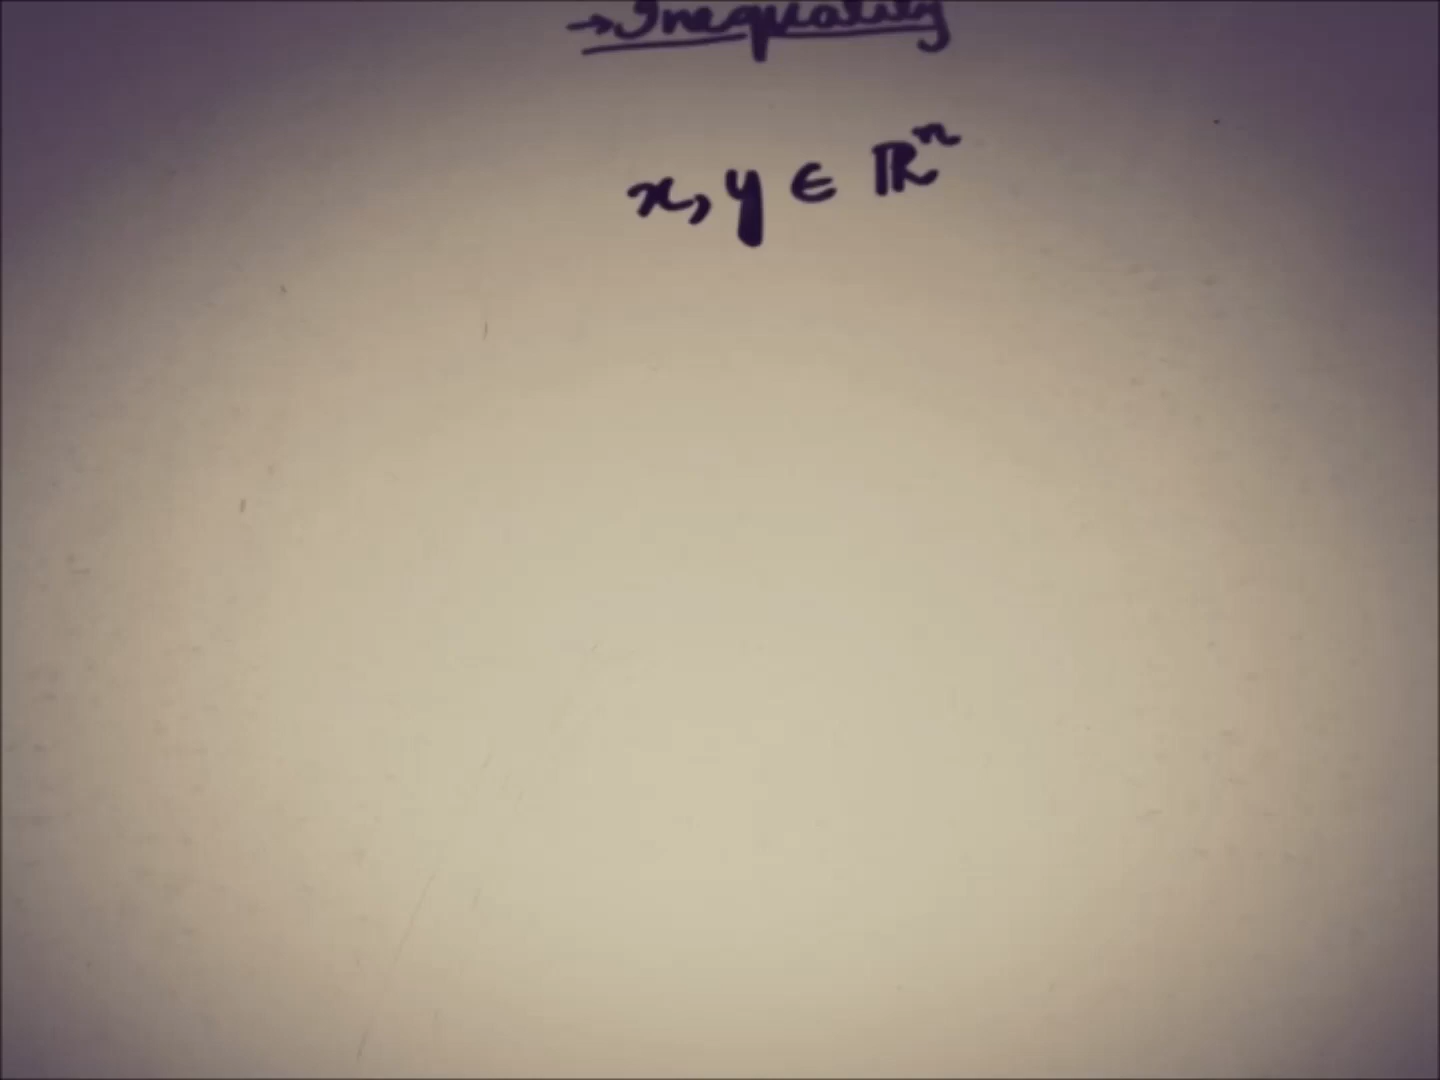 →Inequality
x, y ∈ ℝⁿ